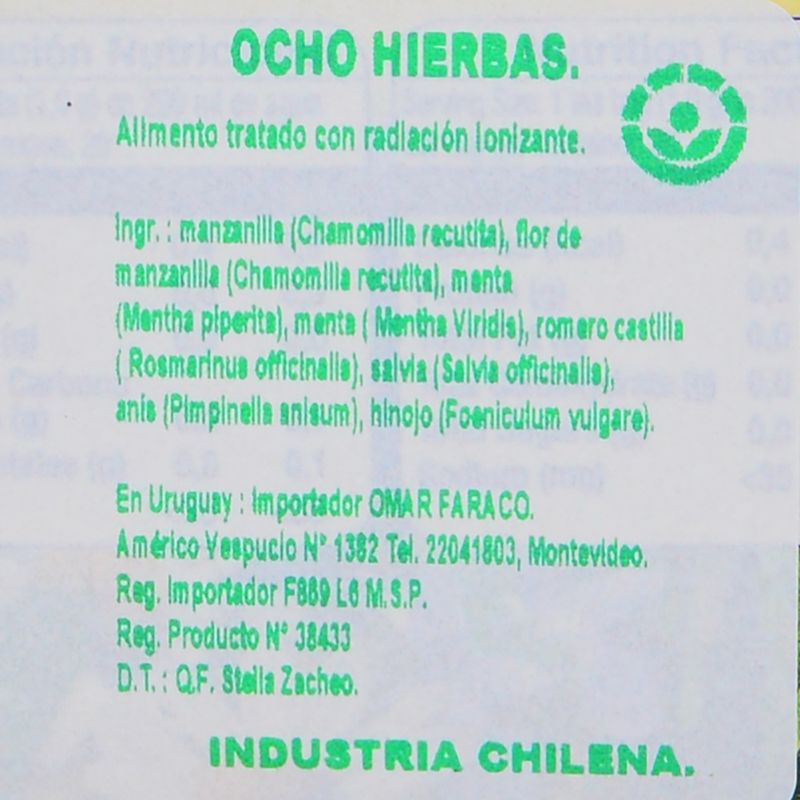 OCHO HIERBAS.
Alimento tratado con radiación Ionizante.
Ingr. : manzanilla (Chamomilla recutita), flor de
manzanilla (Chamomilla recutita), menta
(Mentha piperita), menta ( Mentha Viridis), romero castilla
( Rosmarinus officinalis), salvia (Salvia officinalis),
anis (Pimpinella anisum), hinojo (Foeniculum vulgare).
En Uruguay : Importador OMAR FARACO.
Américo Vespucio N° 1382 Tel. 22041803, Montevideo.
Reg. Importador F889 L6 M.S.P.
Reg. Producto N° 38433
D.T. : Q.F. Stella Zacheo.
INDUSTRIA CHILENA.